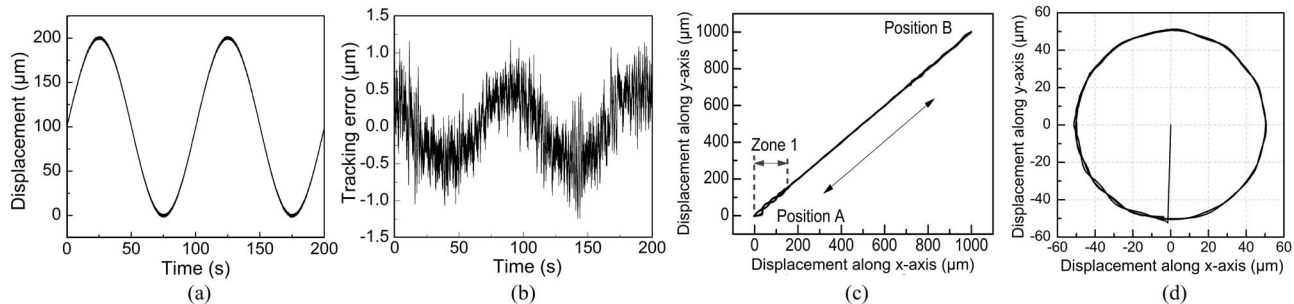 Displacement (μm)
200
150
100
50
0
0 50 100 150 200
Time (s)
(a)
Tracking error (μm)
1.5
1.0
0.5
0.0
-0.5
-1.0
-1.5
0 50 100 150 200
Time (s)
(b)
Displacement along y-axis (μm)
1000
800
600
400
200
0
Position B
Zone 1
Position A
0 200 400 600 800 1000
Displacement along x-axis (μm)
(c)
Displacement along y-axis (μm)
60
40
20
0
-20
-40
-60
-60 -40 -20 0 20 40 60
Displacement along x-axis (μm)
(d)